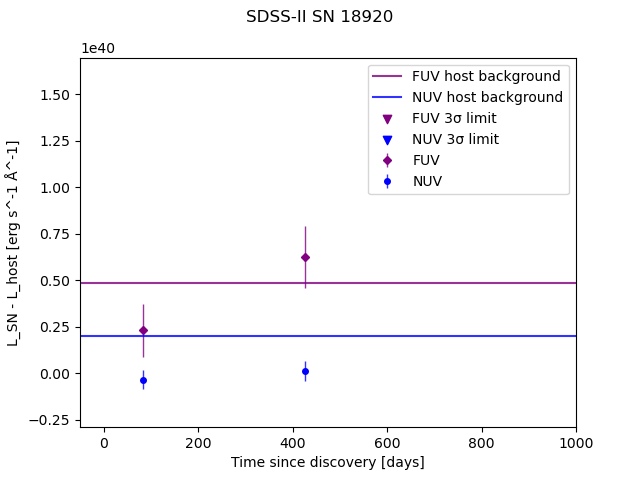 SDSS-II SN 18920
1e40
1.50
1.25
1.00
0.75
0.50
0.25
0.00
−0.25
L_SN - L_host [erg s^-1 Å^-1]
FUV host background
NUV host background
FUV 3σ limit
NUV 3σ limit
FUV
NUV
0 200 400 600 800 1000
Time since discovery [days]